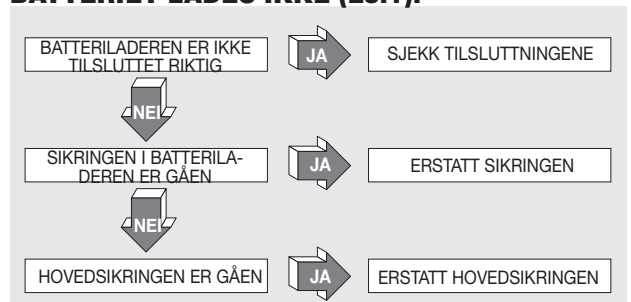 BATTERIET LADES IKKE
BATTERILADEREN ER IKKE
TILSLUTTET RIKTIG
JA
SJEKK TILSLUTTNINGENE
NEI
SIKRINGEN I BATTERILA-
DEREN ER GÅEN
JA
ERSTATT SIKRINGEN
NEI
HOVEDSIKRINGEN ER GÅEN
JA
ERSTATT HOVEDSIKRINGEN